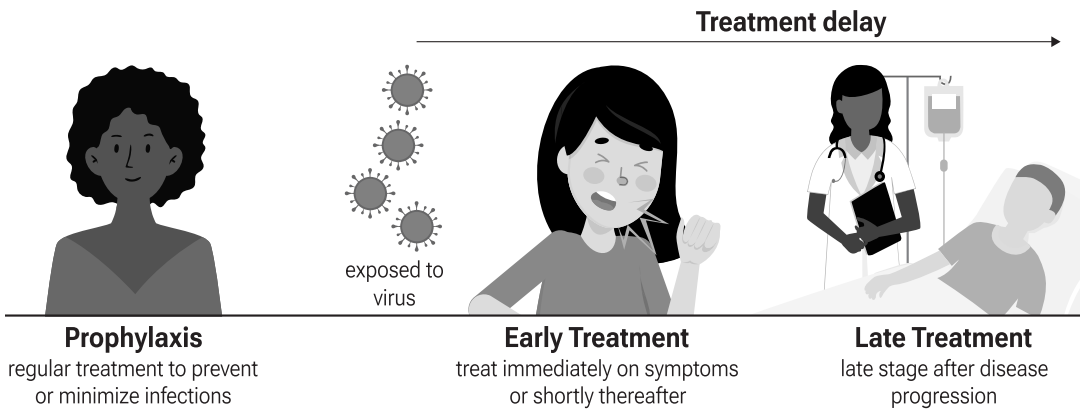 Treatment delay
exposed to
virus
Prophylaxis
regular treatment to prevent
or minimize infections
Early Treatment
treat immediately on symptoms
or shortly thereafter
Late Treatment
late stage after disease
progression